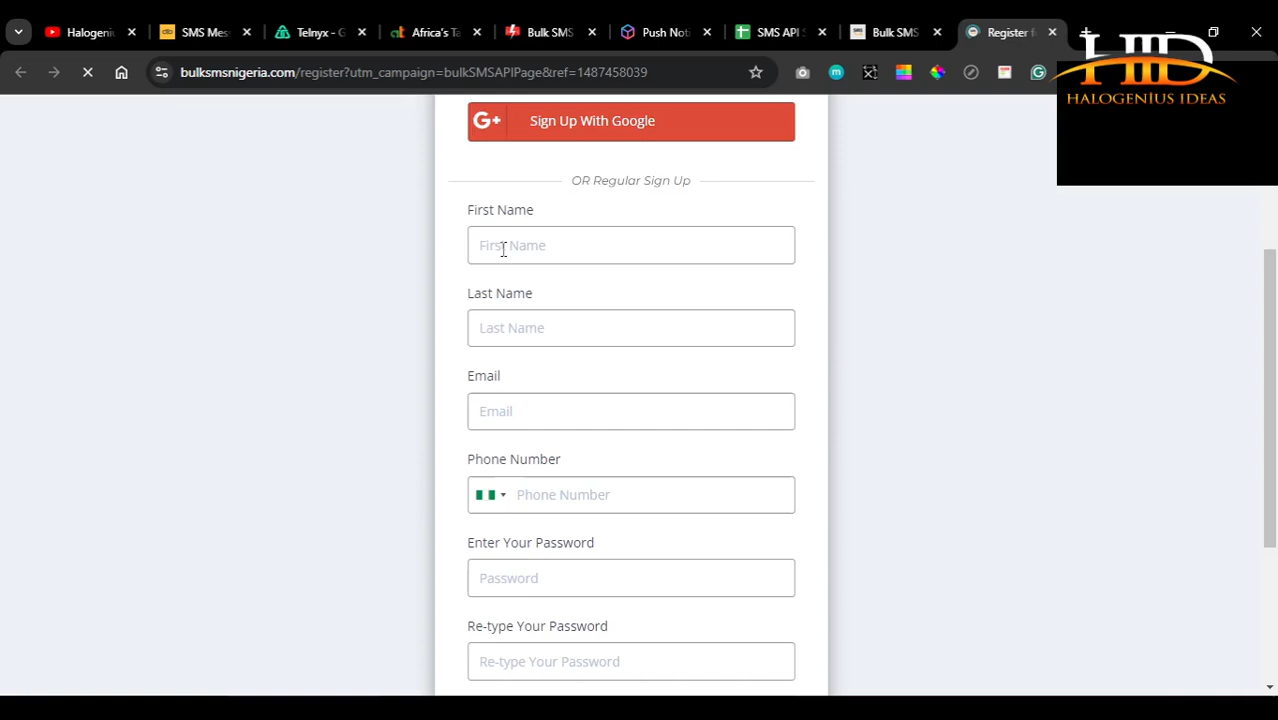 Halogeniu
SMS Mes
Telnyx - G
Africa's Ta
Bulk SMS
Push Noti
SMS API S
Bulk SMS
Register f
bulksmsnigeria.com/register?utm_campaign=bulkSMSAPIPage&ref=1487458039
HID
HALOGENIUS IDEAS
G+ Sign Up With Google
OR Regular Sign Up
First Name
First Name
Last Name
Last Name
Email
Email
Phone Number
Phone Number
Enter Your Password
Password
Re-type Your Password
Re-type Your Password